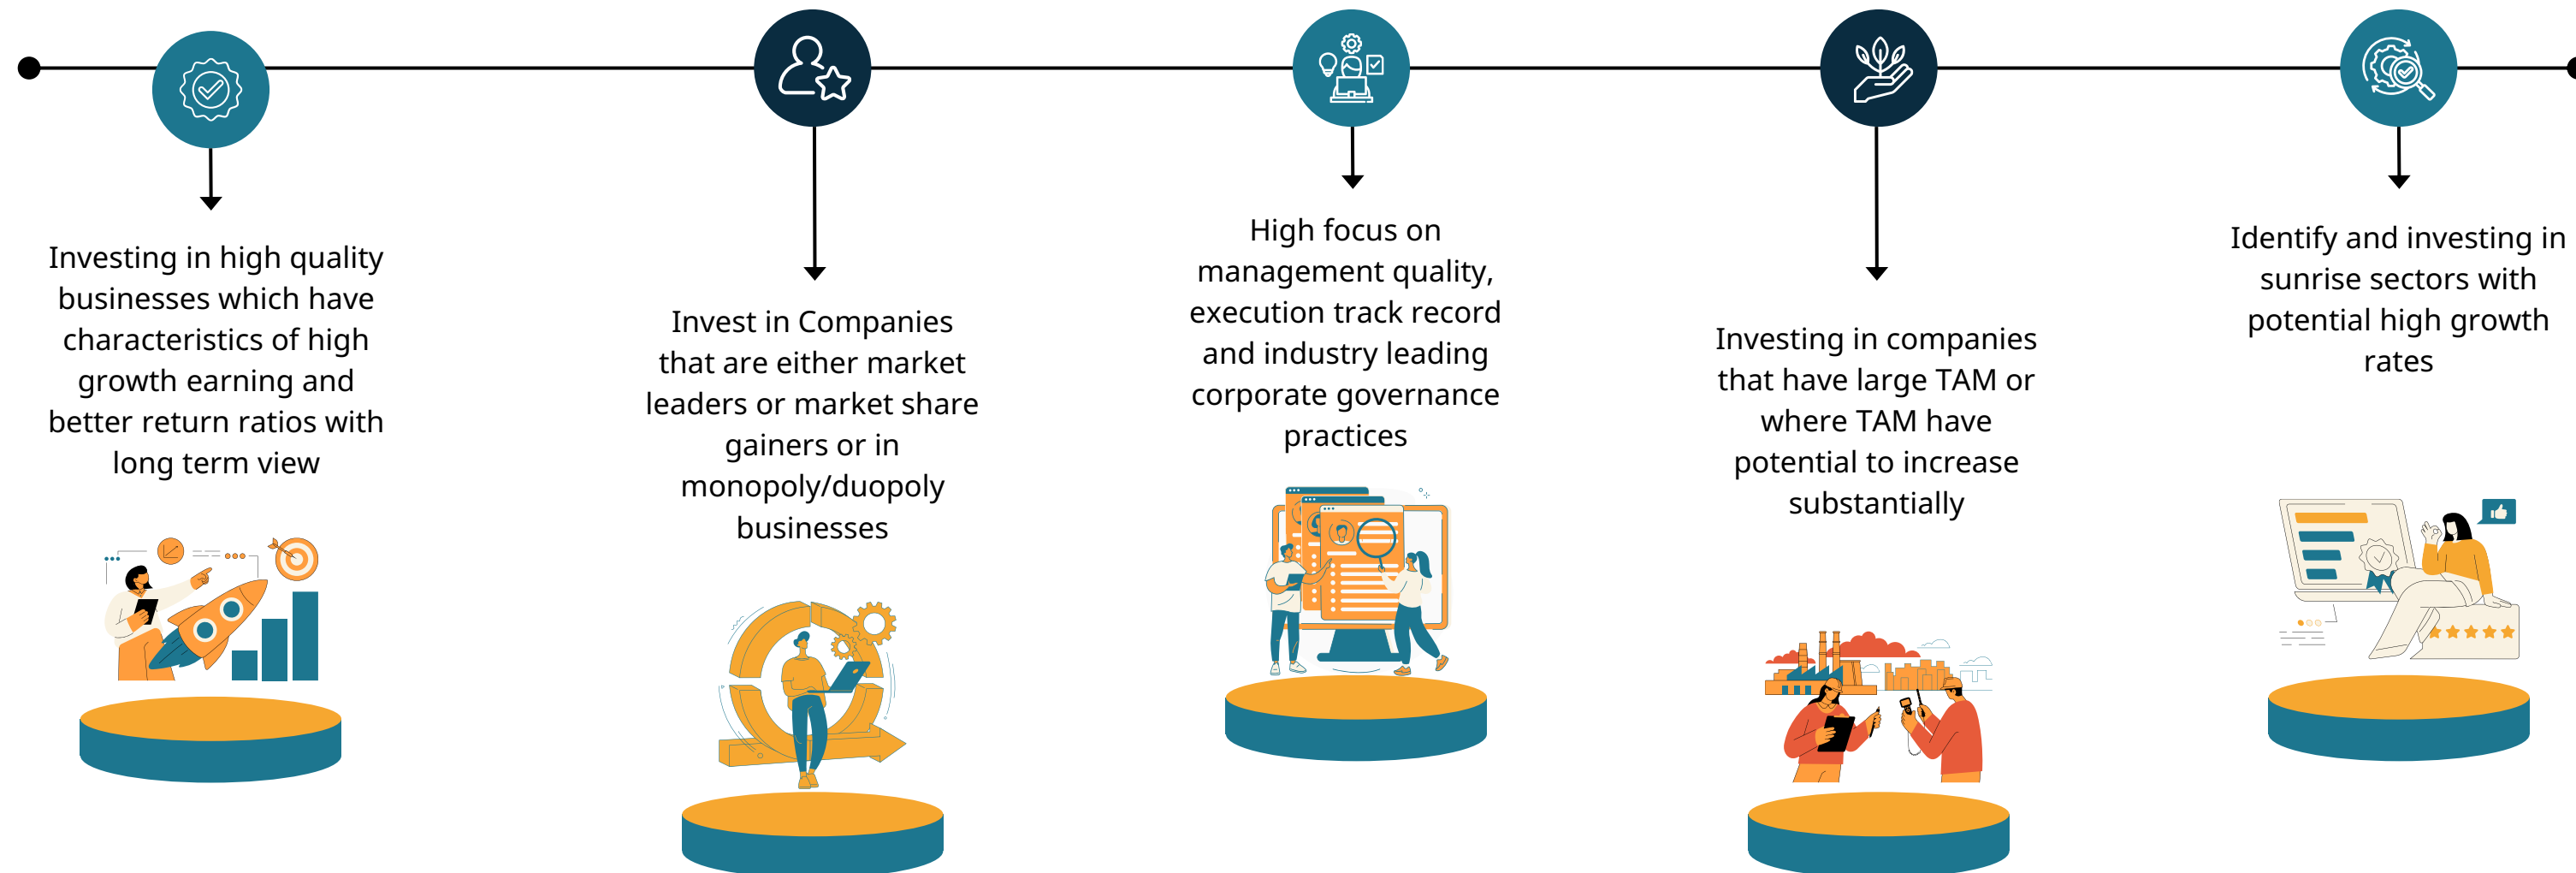 Investing in high quality
businesses which have
characteristics of high
growth earning and
better return ratios with
long term view
Invest in Companies
that are either market
leaders or market share
gainers or in
monopoly/duopoly
businesses
High focus on
management quality,
execution track record
and industry leading
corporate governance
practices
Investing in companies
that have large TAM or
where TAM have
potential to increase
substantially
Identify and investing in
sunrise sectors with
potential high growth
rates